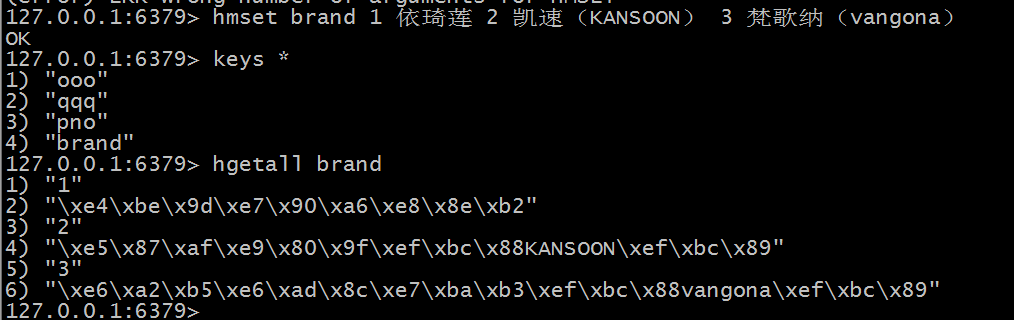 (error) ERR wrong number of arguments for HMSET
127.0.0.1:6379> hmset brand 1 依琦莲 2 凯速（KANSOON） 3 梵歌纳（vangona）
OK
127.0.0.1:6379> keys *
1) "ooo"
2) "qqq"
3) "pno"
4) "brand"
127.0.0.1:6379> hgetall brand
1) "1"
2) "\xe4\xbe\x9d\xe7\x90\xa6\xe8\x8e\xb2"
3) "2"
4) "\xe5\x87\xaf\xe9\x80\x9f\xef\xbc\x88KANSOON\xef\xbc\x89"
5) "3"
6) "\xe6\xa2\xb5\xe6\xad\x8c\xe7\xba\xb3\xef\xbc\x88vangona\xef\xbc\x89"
127.0.0.1:6379>